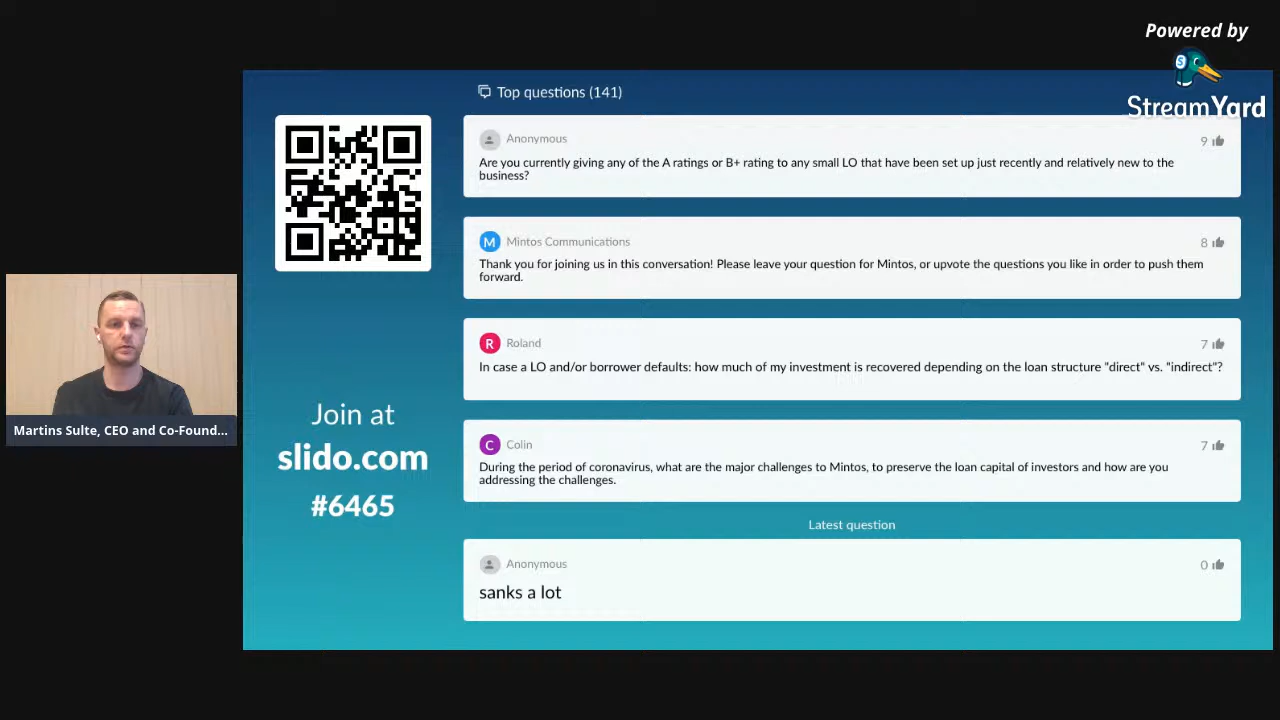 Powered by
StreamYard
Top questions (141)
Anonymous
9
Are you currently giving any of the A ratings or B+ rating to any small LO that have been set up just recently and relatively new to the
business?
M
Mintos Communications
8
Thank you for joining us in this conversation! Please leave your question for Mintos, or upvote the questions you like in order to push them
forward.
R
Roland
7
In case a LO and/or borrower defaults: how much of my investment is recovered depending on the loan structure "direct" vs. "indirect"?
C
Colin
7
During the period of coronavirus, what are the major challenges to Mintos, to preserve the loan capital of investors and how are you
addressing the challenges.
Latest question
Anonymous
0
sanks a lot
Join at
slido.com
#6465
Martins Sulte, CEO and Co-Found...